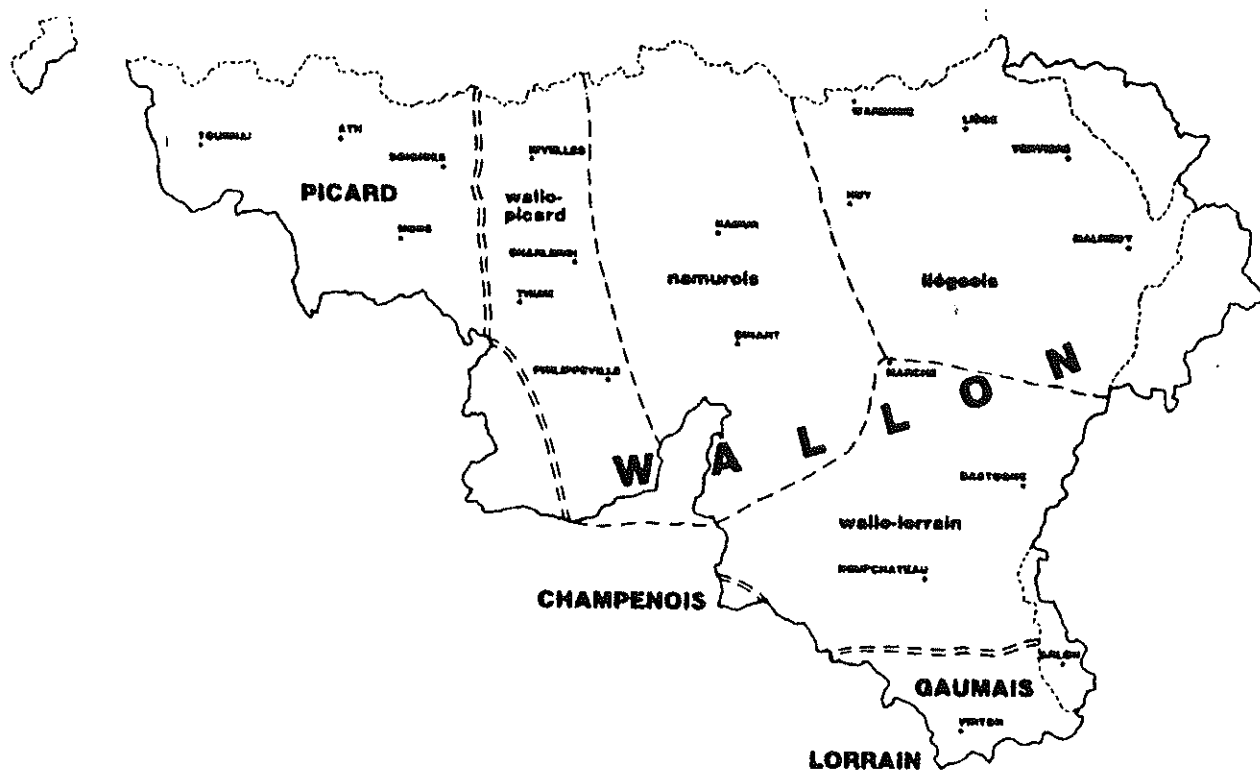 TOURNAI
ATH
SOIGNIES
NIVELLES
WAREMME
LIÈGE
VERVIERS
PICARD
wallo-
picard
HUY
MONS
NAMUR
MALMEDY
CHARLEROI
namurois
liégeois
THUIN
DINANT
PHILIPPEVILLE
MARCHE
WALLON
BASTOGNE
wallo-lorrain
NEUFCHATEAU
CHAMPENOIS
ARLON
GAUMAIS
VIRTON
LORRAIN